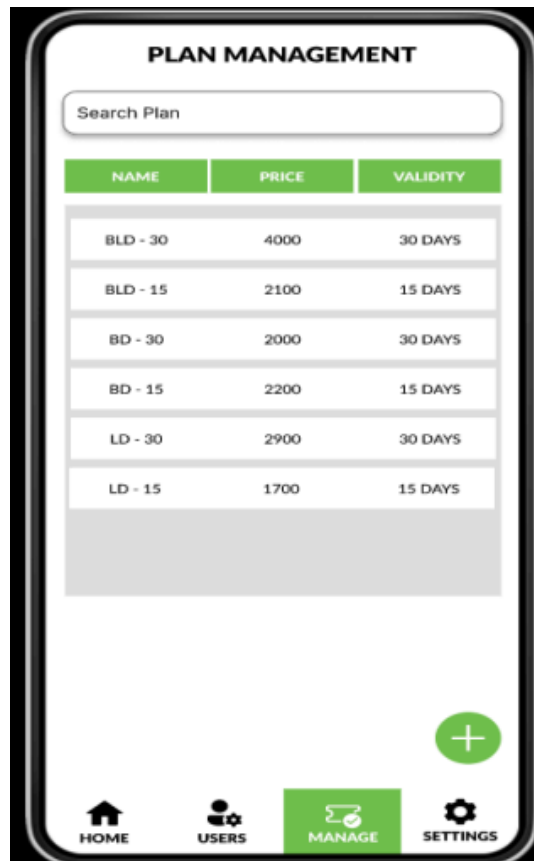 PLAN MANAGEMENT
Search Plan
NAME PRICE VALIDITY
BLD - 30 4000 30 DAYS
BLD - 15 2100 15 DAYS
BD - 30 2000 30 DAYS
BD - 15 2200 15 DAYS
LD - 30 2900 30 DAYS
LD - 15 1700 15 DAYS
HOME USERS MANAGE SETTINGS